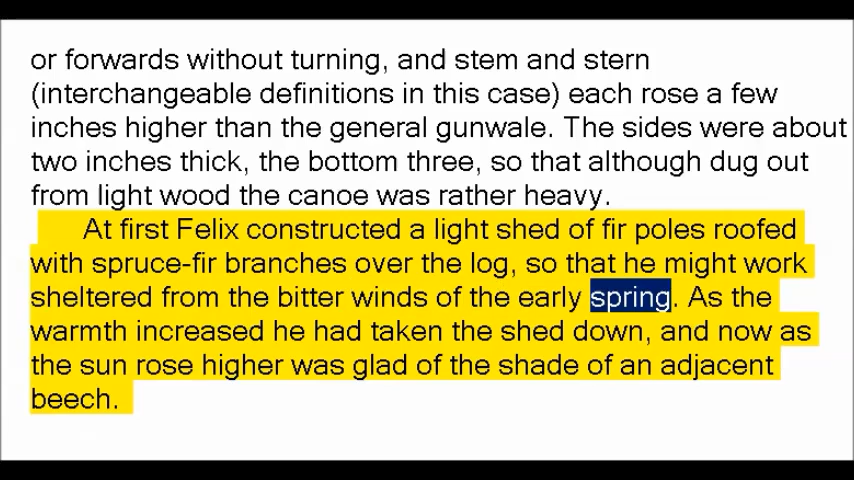 or forwards without turning, and stem and stern
(interchangeable definitions in this case) each rose a few
inches higher than the general gunwale. The sides were about
two inches thick, the bottom three, so that although dug out
from light wood the canoe was rather heavy.
At first Felix constructed a light shed of fir poles roofed
with spruce-fir branches over the log, so that he might work
sheltered from the bitter winds of the early spring. As the
warmth increased he had taken the shed down, and now as
the sun rose higher was glad of the shade of an adjacent
beech.